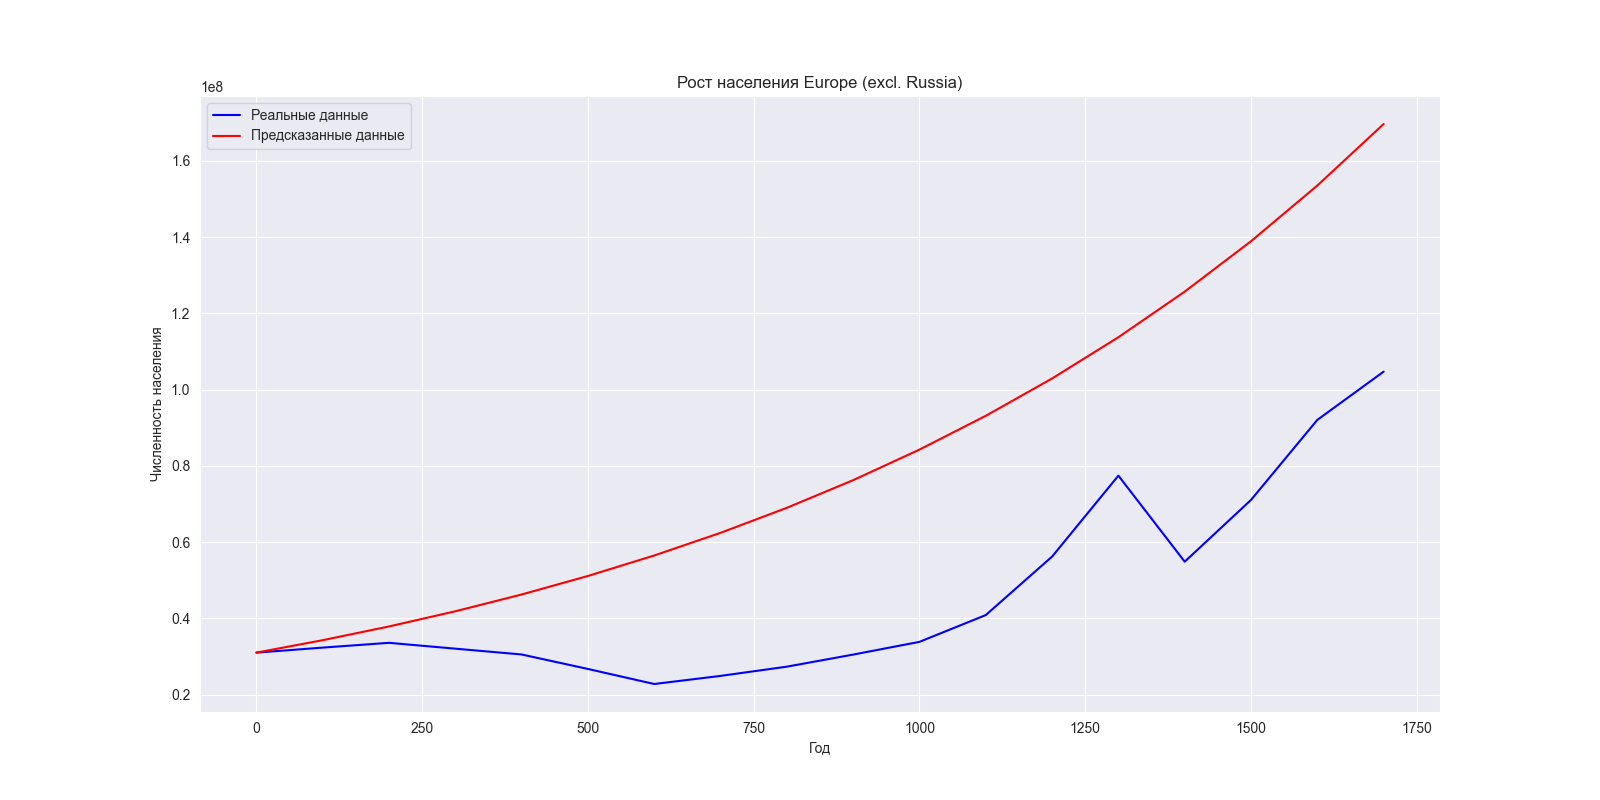 Рост населения Europe (excl. Russia)
1e8
Реальные данные
Предсказанные данные
1.6
1.4
1.2
1.0
0.8
0.6
0.4
0.2
Численность населения
0 250 500 750 1000 1250 1500 1750
Год